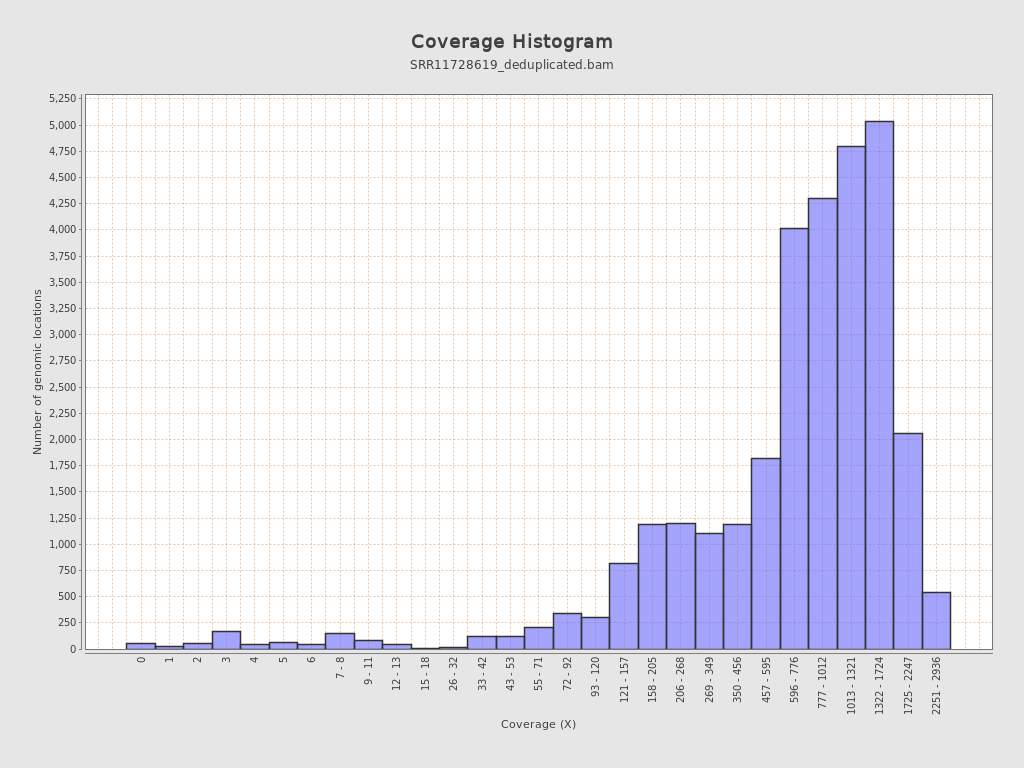 Coverage Histogram
SRR11728619_deduplicated.bam
5,250
5,000
4,750
4,500
4,250
4,000
3,750
3,500
3,250
3,000
2,750
2,500
2,250
2,000
1,750
1,500
1,250
1,000
750
500
250
0
Number of genomic locations
0
1
2
3
4
5
6
7 - 8
9 - 11
12 - 13
15 - 18
26 - 32
33 - 42
43 - 53
55 - 71
72 - 92
93 - 120
121 - 157
158 - 205
206 - 268
269 - 349
350 - 456
457 - 595
596 - 776
777 - 1012
1013 - 1321
1322 - 1724
1725 - 2247
2251 - 2936
Coverage (X)